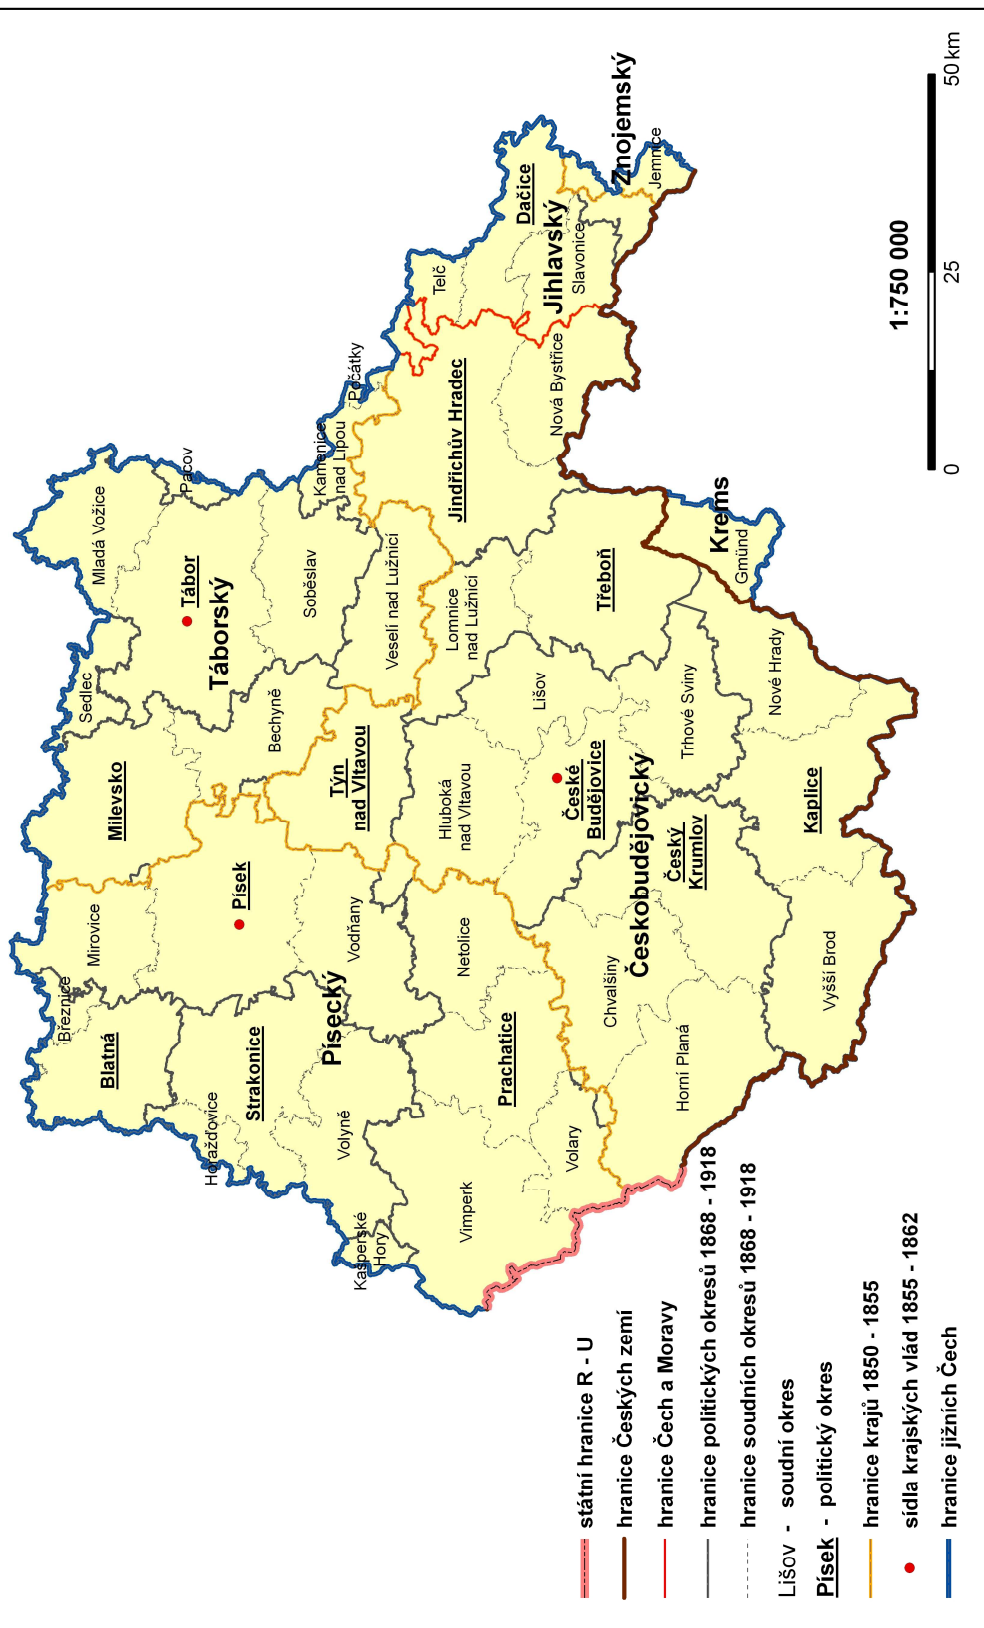 Mladá Vožice
Pacov
Sedlec
Tábor
Táborský
Milevsko
Bechyně
Soběslav
Kamenice
nad Lipou
Počátky
Březnice
Mirovice
Písek
Týn
nad Vltavou
Veselí nad Lužnicí
Telč
Dačice
Blatná
Strakonice
Písecký
Vodňany
Hluboká
nad Vltavou
Lišov
Lomnice
nad Lužnicí
Jindřichův Hradec
Jihlavský
Slavonice
Znojemský
Jemnice
Horažďovice
Volyně
Netolice
České
Budějovice
Třeboň
Nová Bystřice
Kašperské
Hory
Vimperk
Prachatice
Volary
Chvalšiny
Českobudějovický
Český
Krumlov
Trhové Sviny
Krems
Gmünd
Horní Planá
Vyšší Brod
Kaplice
Nové Hrady
státní hranice R - U
hranice Českých zemí
hranice Čech a Moravy
hranice politických okresů 1868 - 1918
hranice soudních okresů 1868 - 1918
Lišov - soudní okres
Písek - politický okres
hranice krajů 1850 - 1855
sídla krajských vlád 1855 - 1862
hranice jižních Čech
1:750 000
0 25 50 km